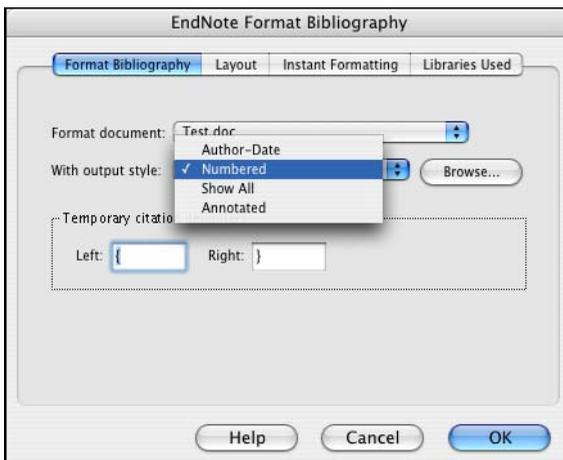 EndNote Format Bibliography
Format Bibliography Layout Instant Formatting Libraries Used
Format document: Test doc
Author-Date
With output style: ✓ Numbered Browse...
Show All
Annotated
Temporary citatio
Left: { Right: }
Help Cancel OK